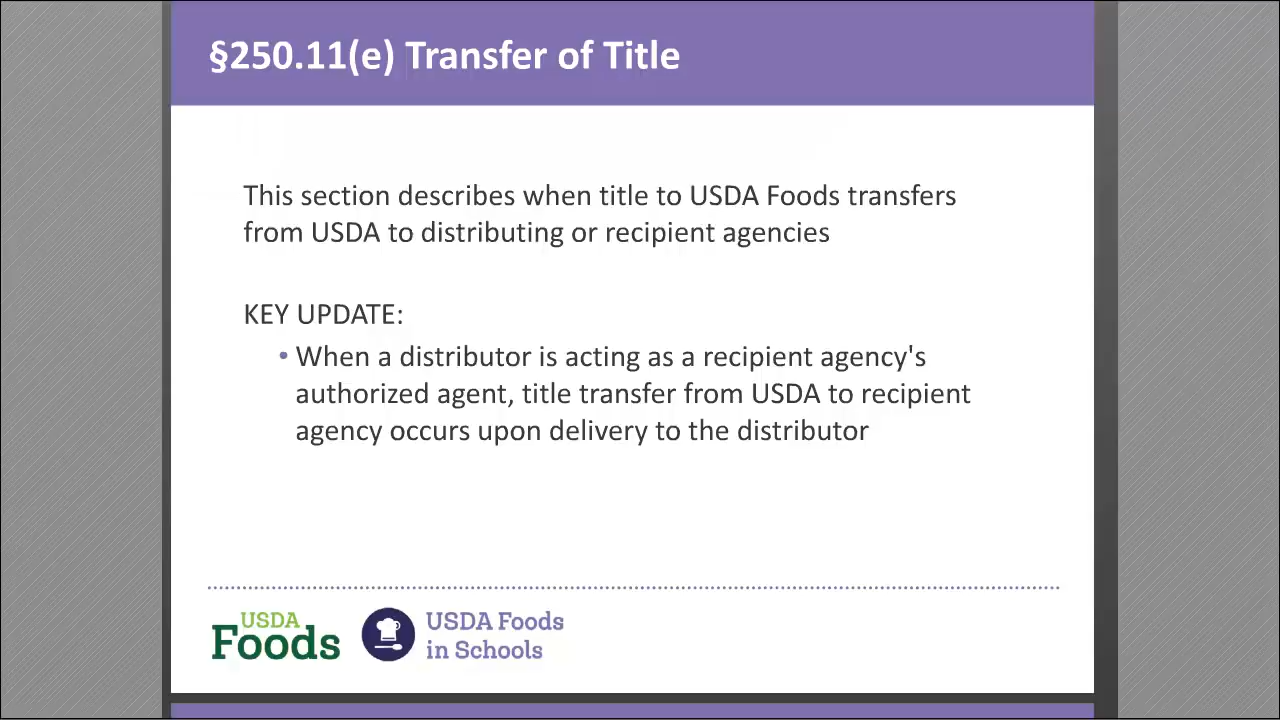 §250.11(e) Transfer of Title
This section describes when title to USDA Foods transfers
from USDA to distributing or recipient agencies
KEY UPDATE:
• When a distributor is acting as a recipient agency's
authorized agent, title transfer from USDA to recipient
agency occurs upon delivery to the distributor
USDA
Foods
USDA Foods
in Schools